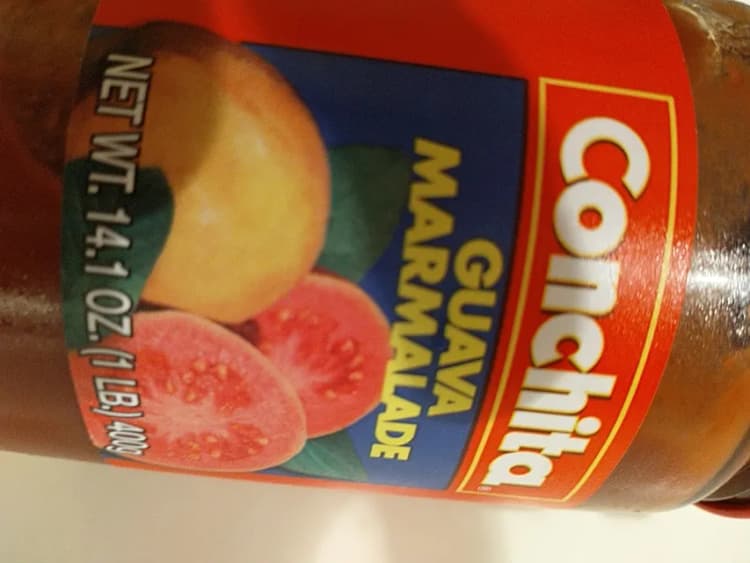 Conchita
GUAVA
MARMALADE
NET WT. 14.1 OZ. (1 LB.) 400g